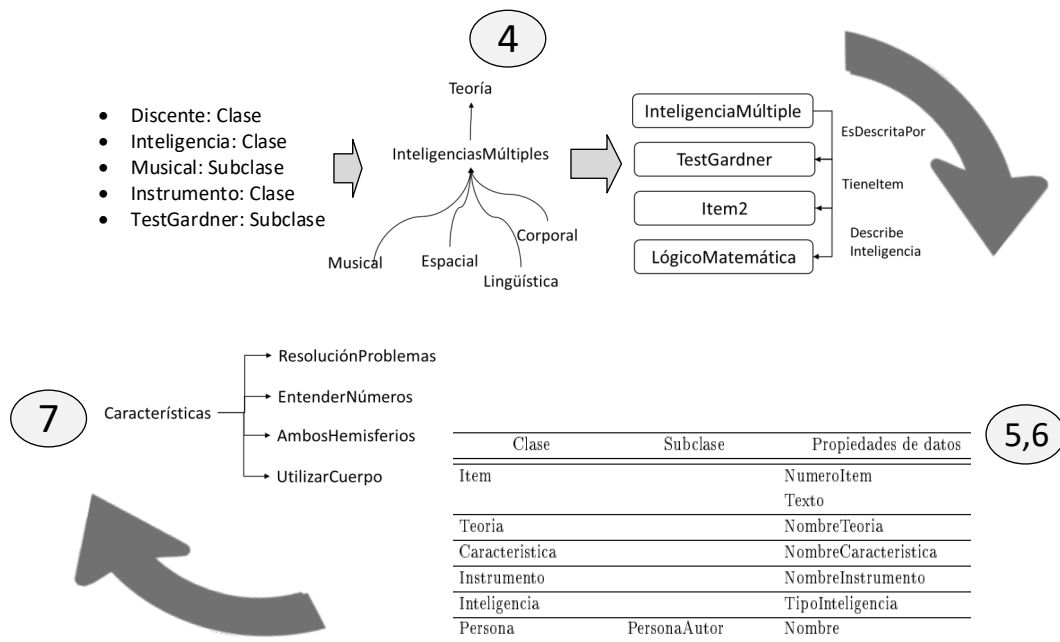 4
• Discente: Clase
• Inteligencia: Clase
• Musical: Subclase
• Instrumento: Clase
• TestGardner: Subclase
Teoría
InteligenciasMúltiples
Musical
Espacial
Lingüística
Corporal
InteligenciaMúltiple
EsDescritaPor
TestGardner
TieneItem
Item2
Describe
Inteligencia
LógicoMatemática
7
Características
ResoluciónProblemas
EntenderNúmeros
AmbosHemisferios
UtilizarCuerpo
5,6
Clase Subclase Propiedades de datos
Item NumeroItem
Texto
Teoria NombreTeoria
Caracteristica NombreCaracteristica
Instrumento NombreInstrumento
Inteligencia TipoInteligencia
Persona PersonaAutor Nombre